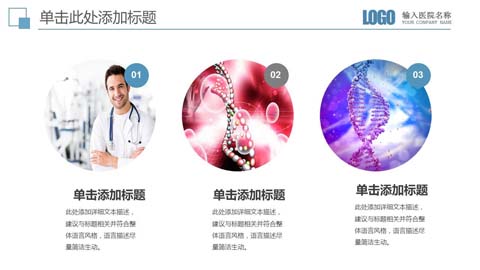 单击此处添加标题
LOGO
输入医院名称
YOUR COMPANY NAME
01
02
03
单击添加标题
此处添加详细文本描述，
建议与标题相关并符合整
体语言风格，语言描述尽
量简洁生动。
单击添加标题
此处添加详细文本描述，
建议与标题相关并符合整
体语言风格，语言描述尽
量简洁生动。
单击添加标题
此处添加详细文本描述，
建议与标题相关并符合整
体语言风格，语言描述尽
量简洁生动。